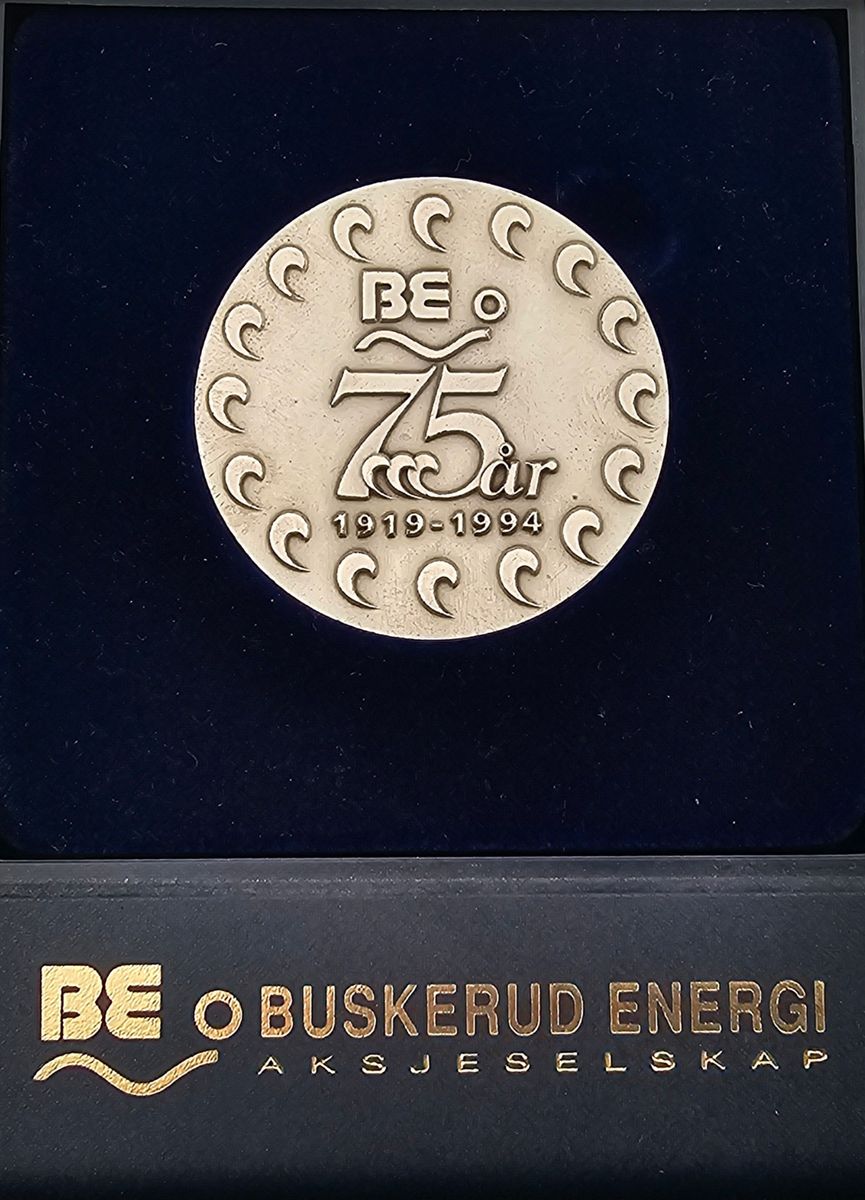 BE
75 år
1919-1994
BE BUSKERUD ENERGI
AKSJESELSKAP